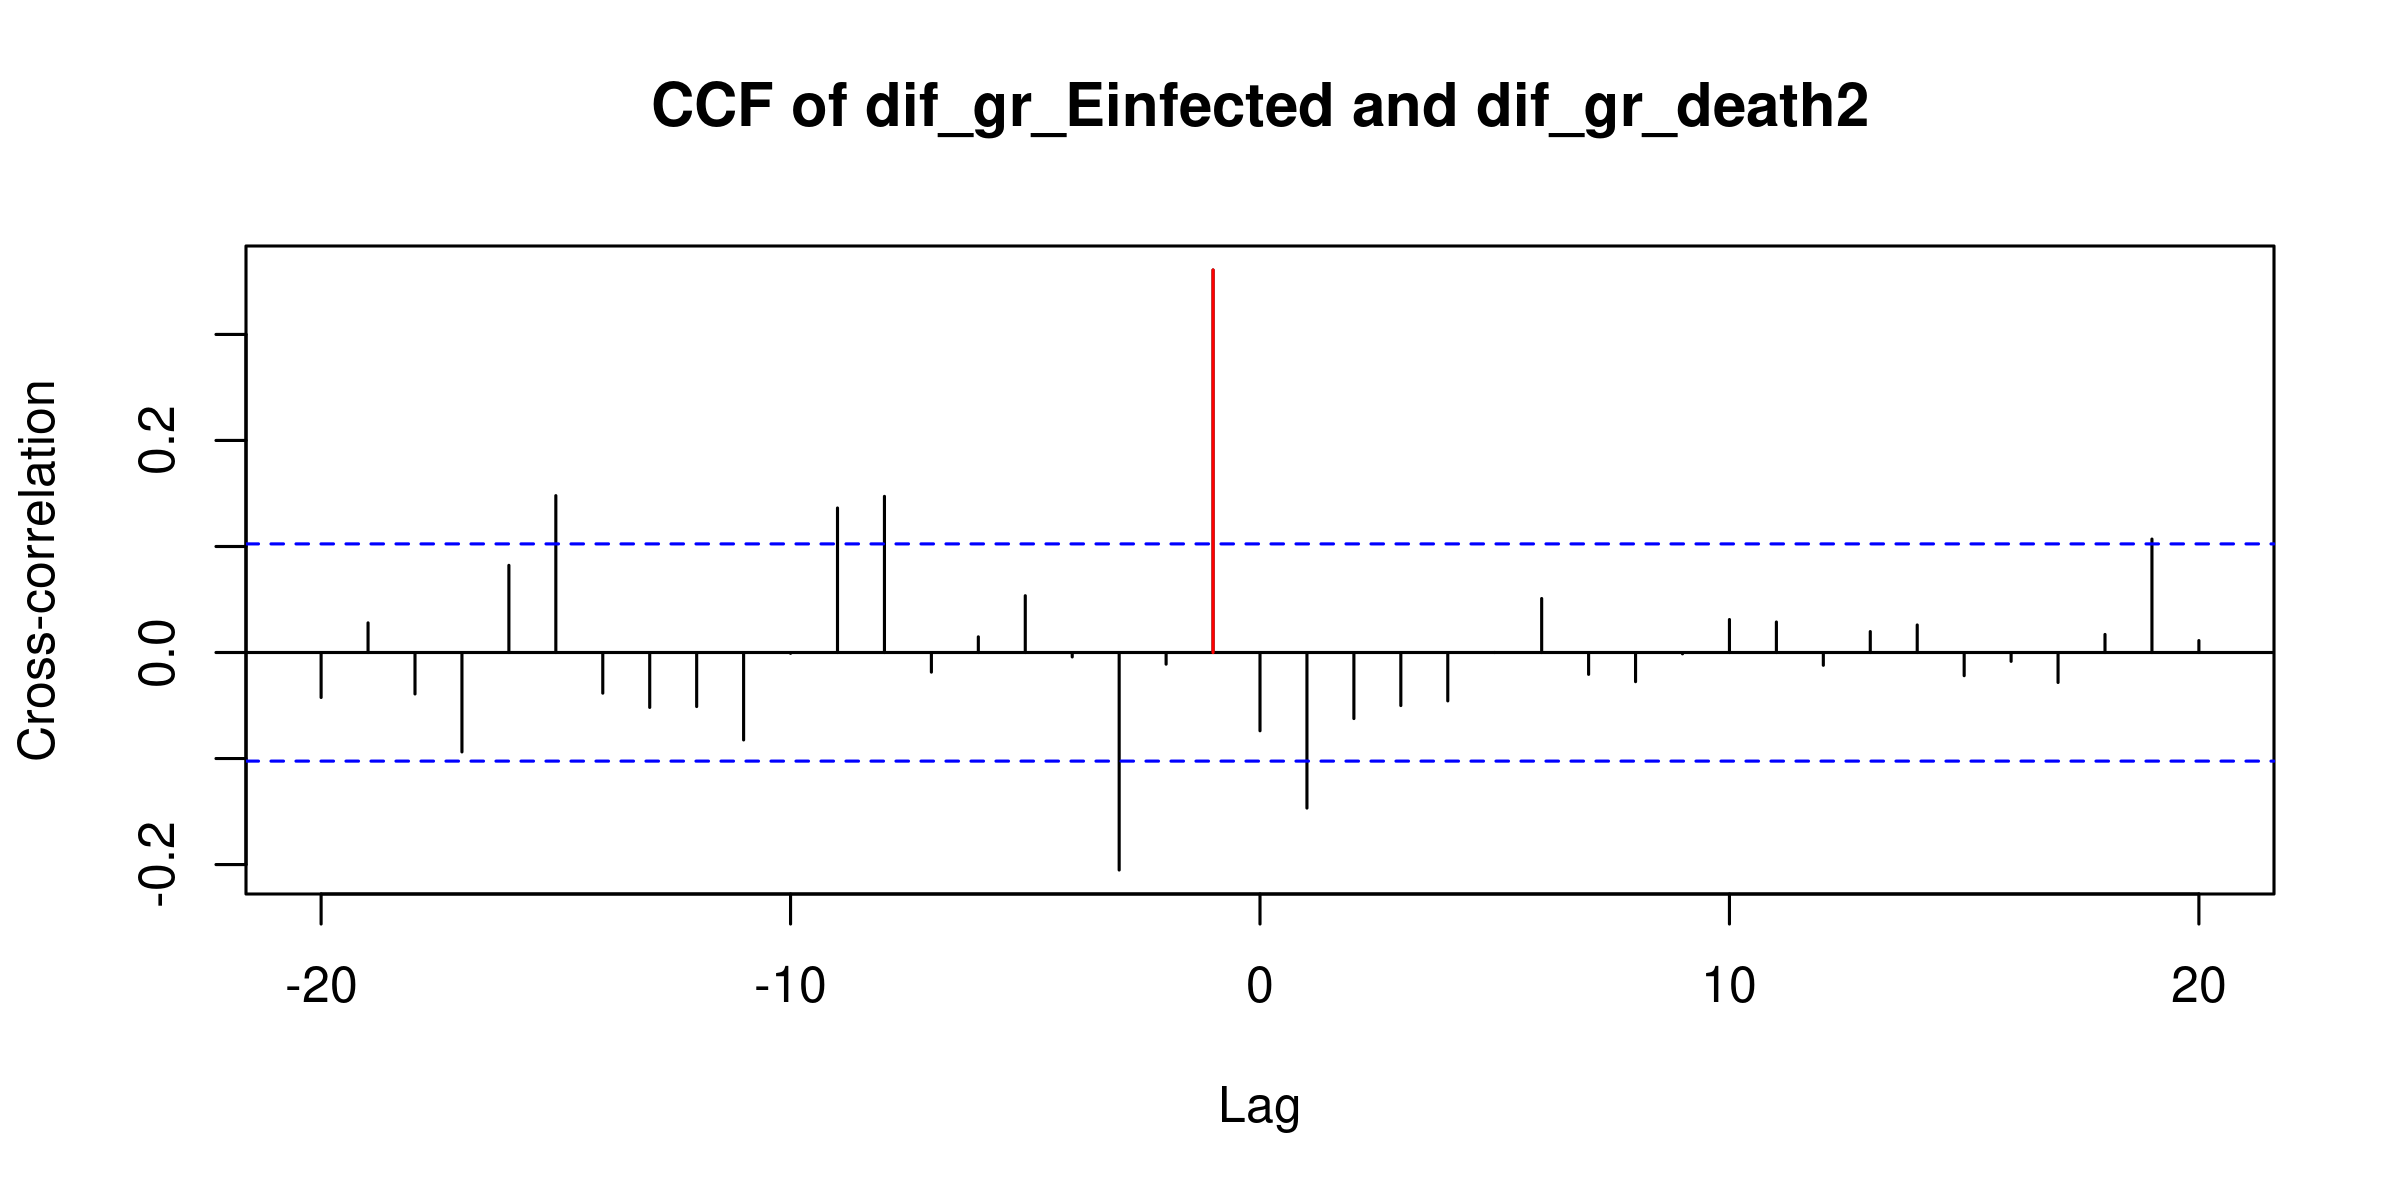 CCF of dif_gr_Einfected and dif_gr_death2
Cross-correlation
0.2
0.0
-0.2
-20 -10 0 10 20
Lag